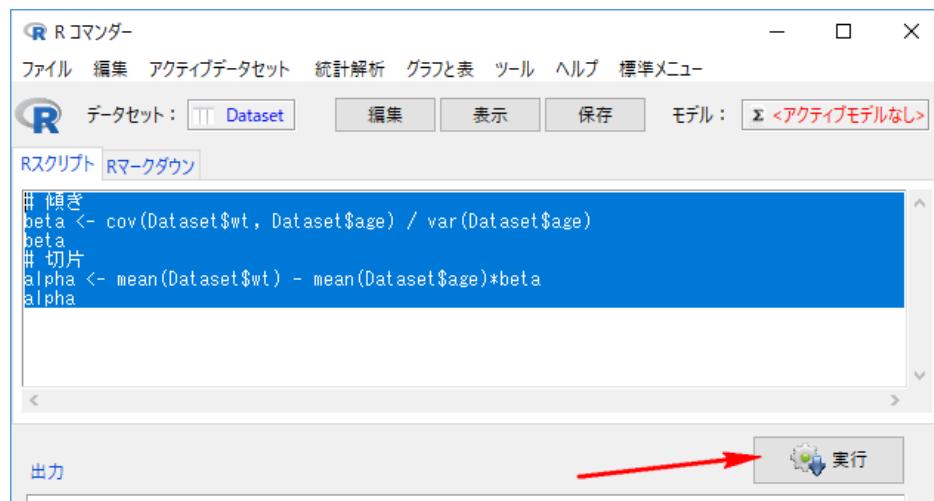 R コマンダー
ファイル 編集 アクティブデータセット 統計解析 グラフと表 ツール ヘルプ 標準メニュー
データセット： Dataset 編集 表示 保存 モデル： Σ <アクティブモデルなし>
Rスクリプト Rマークダウン
# 傾き
beta <- cov(Dataset$wt, Dataset$age) / var(Dataset$age)
beta
# 切片
alpha <- mean(Dataset$wt) - mean(Dataset$age)*beta
alpha
実行
出力